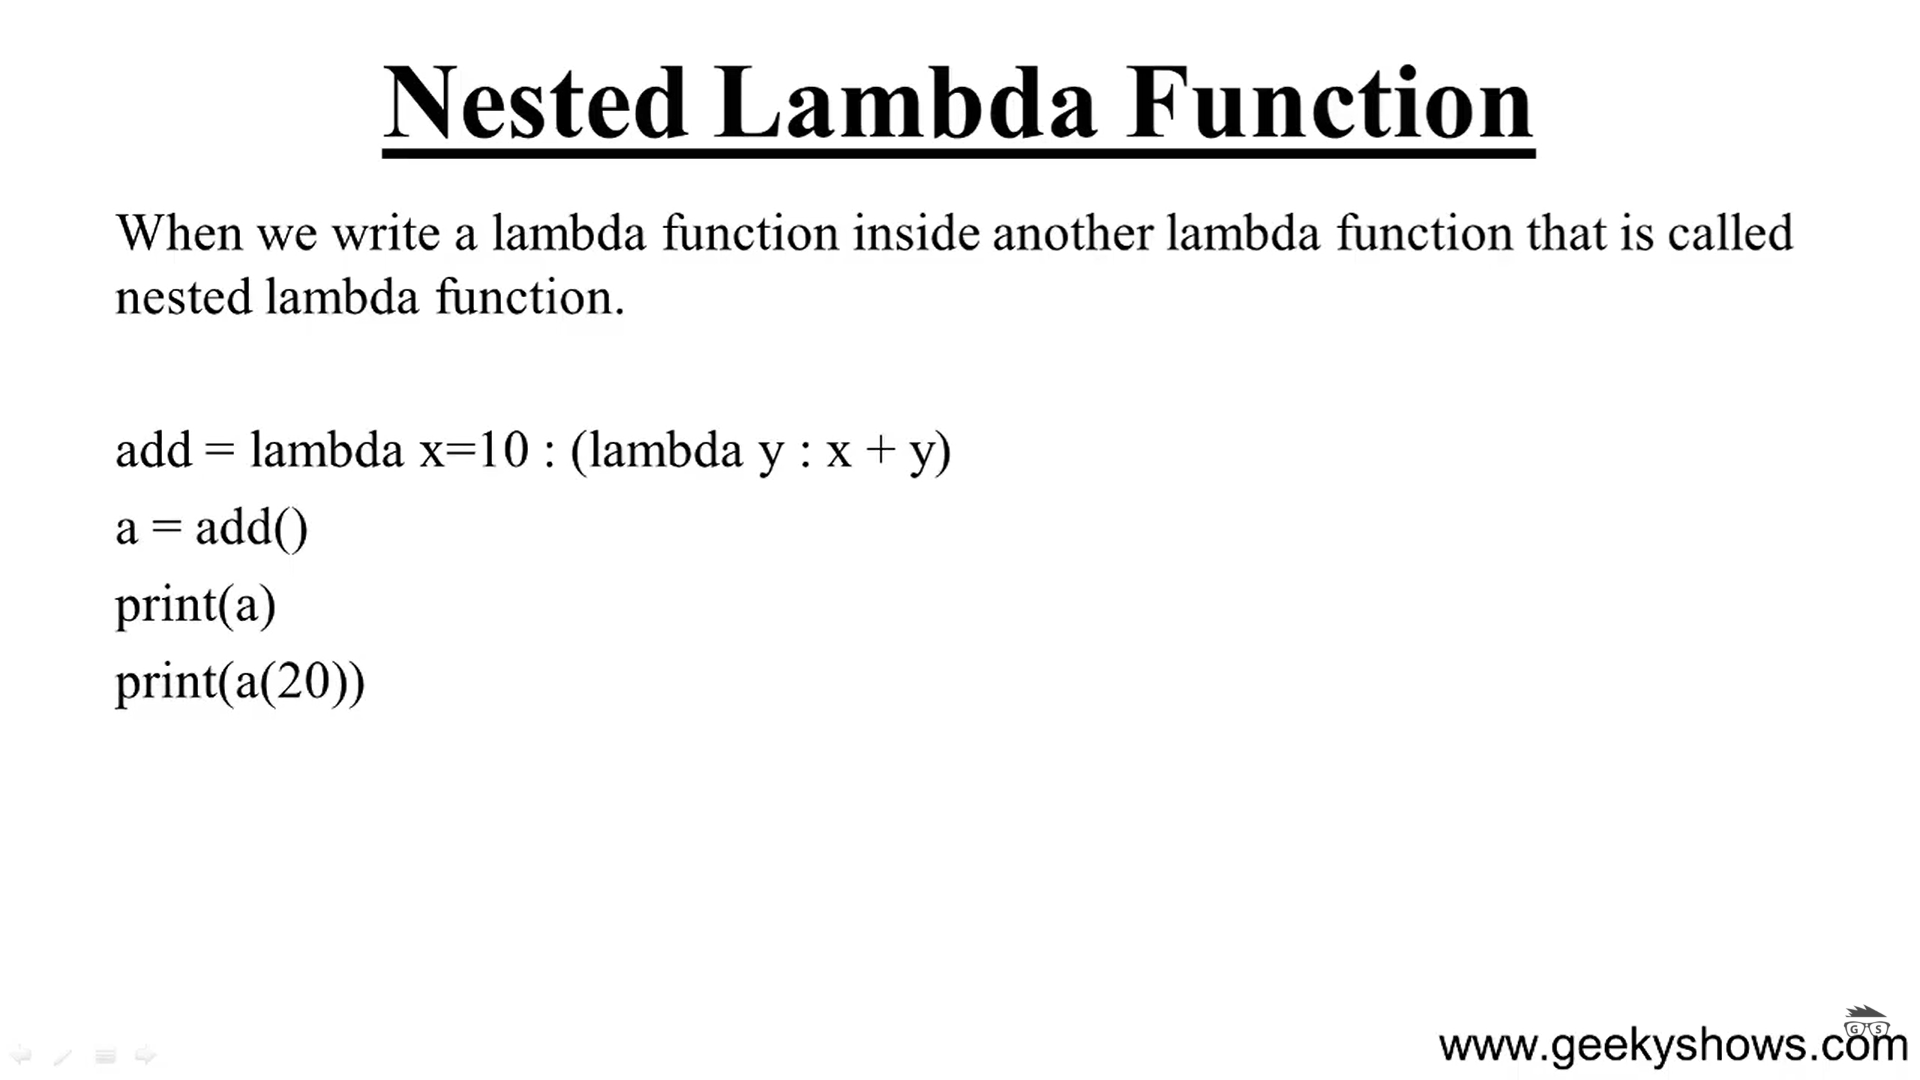 Nested Lambda Function
When we write a lambda function inside another lambda function that is called
nested lambda function.
add = lambda x=10 : (lambda y : x + y)
a = add()
print(a)
print(a(20))
G S
www.geekyshows.com